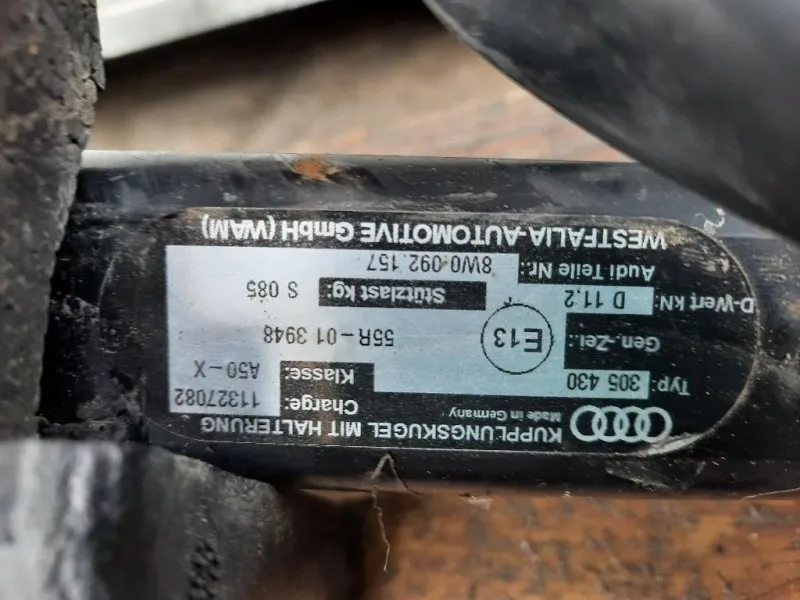 KUPPLUNGSKUGEL MIT HALTERUNG
Made in Germany
Charge: 11327082
Typ: 305 430 Klasse: A50-X
Gen.-Zei.: E13 55R-01 3948
D-Wert kN: D 11,2 Stützlast kg: S 085
Audi Teile Nr.: 8W0.092.157
WESTFALIA-AUTOMOTIVE GmbH (WAM)